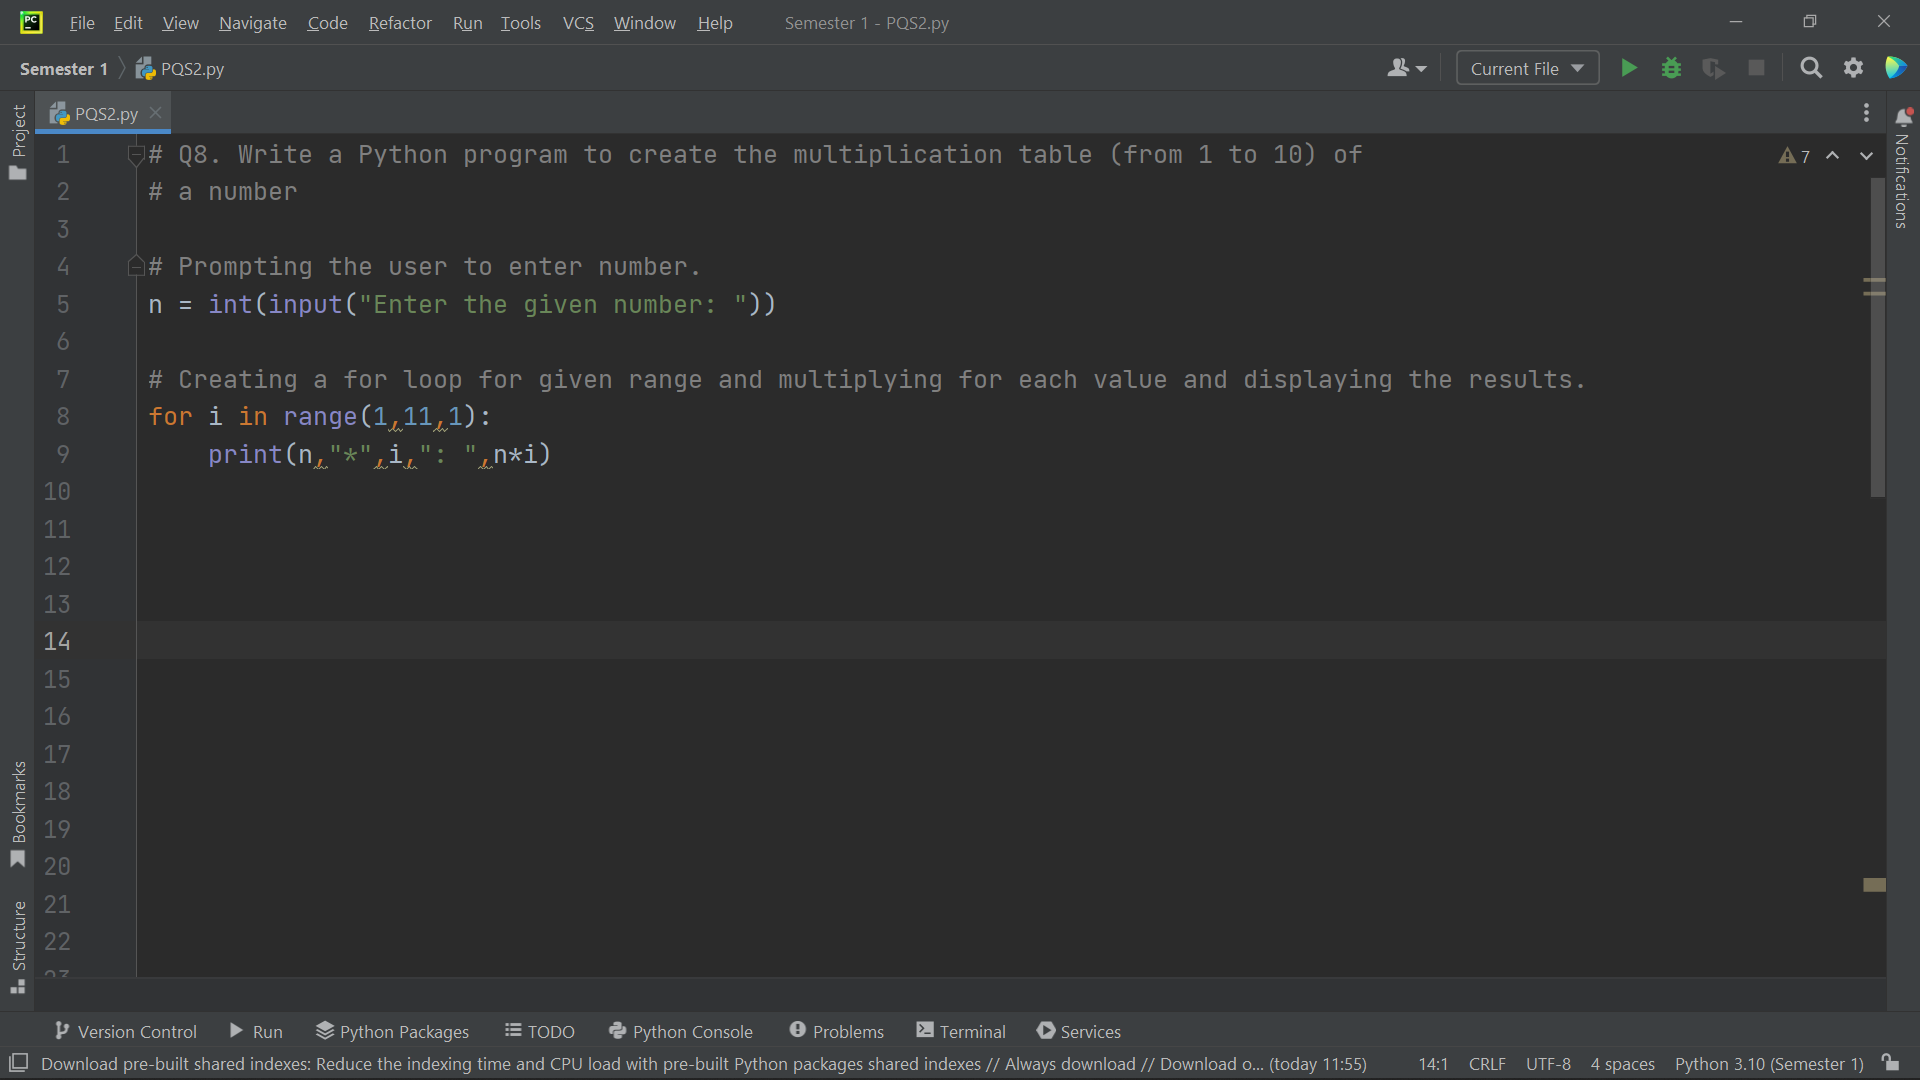 PC File Edit View Navigate Code Refactor Run Tools VCS Window Help Semester 1 - PQS2.py
Semester 1 PQS2.py Current File
PQS2.py
Project
Notifications
Bookmarks
Structure
7
1 # Q8. Write a Python program to create the multiplication table (from 1 to 10) of
2 # a number
3
4 # Prompting the user to enter number.
5 n = int(input("Enter the given number: "))
6
7 # Creating a for loop for given range and multiplying for each value and displaying the results.
8 for i in range(1,11,1):
9     print(n,"*",i,": ",n*i)
10
11
12
13
14
15
16
17
18
19
20
21
22
23
Version Control Run Python Packages TODO Python Console Problems Terminal Services
Download pre-built shared indexes: Reduce the indexing time and CPU load with pre-built Python packages shared indexes // Always download // Download o... (today 11:55) 14:1 CRLF UTF-8 4 spaces Python 3.10 (Semester 1)